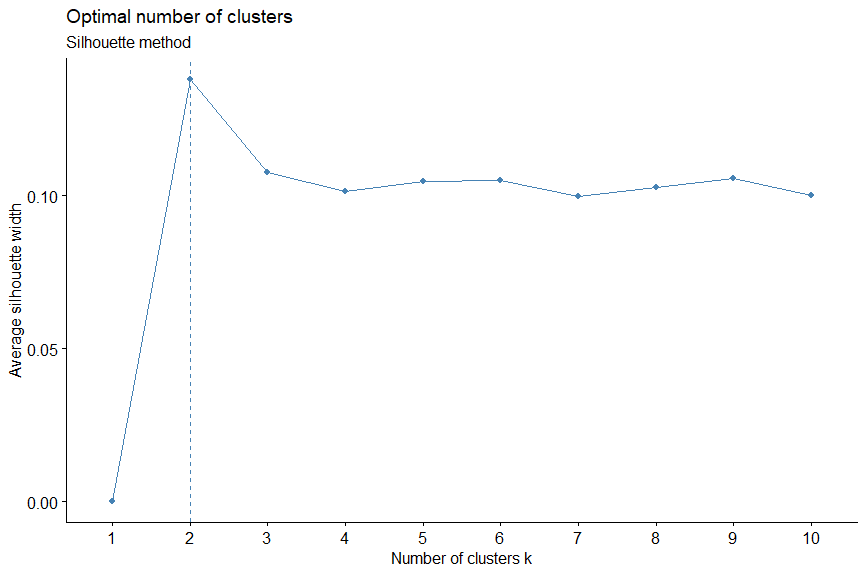 Optimal number of clusters
Silhouette method
Average silhouette width
0.10
0.05
0.00
1 2 3 4 5 6 7 8 9 10
Number of clusters k